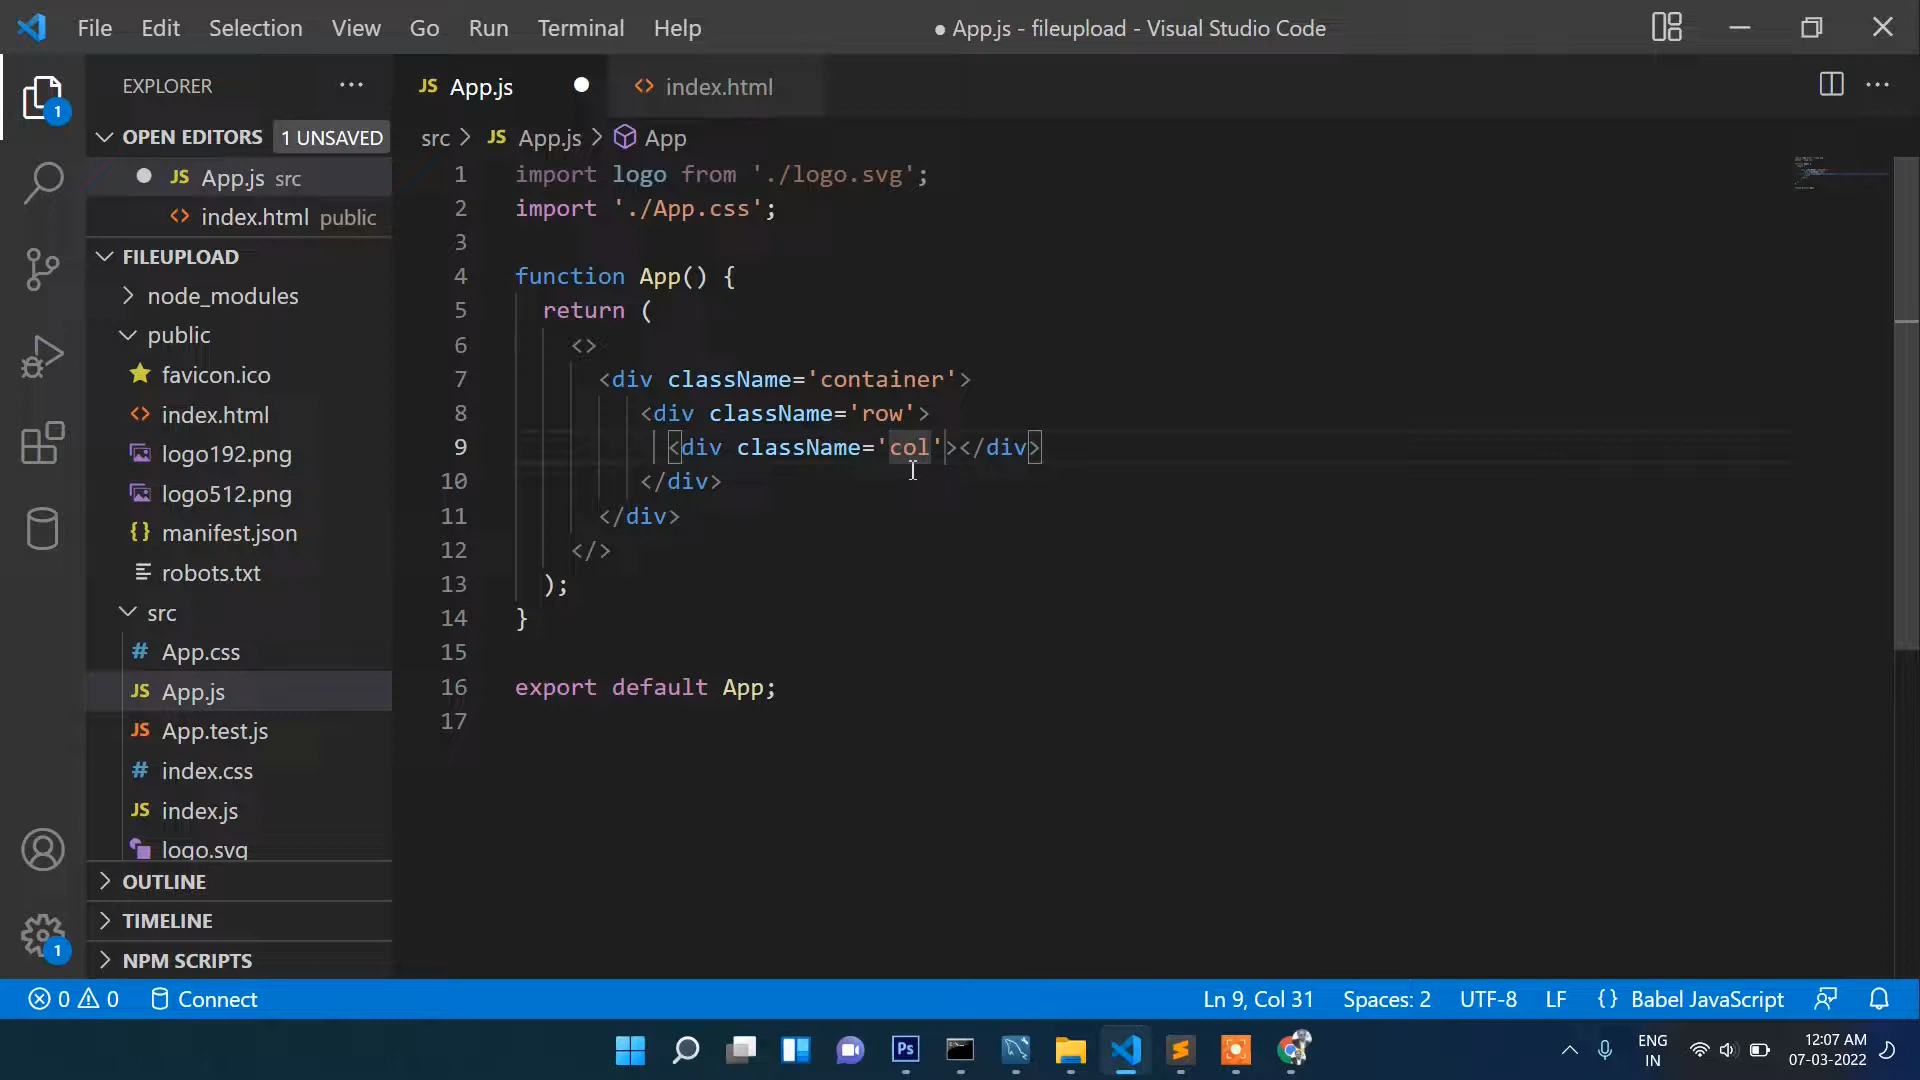 File Edit Selection View Go Run Terminal Help
● App.js - fileupload - Visual Studio Code
EXPLORER
1
OPEN EDITORS 1 UNSAVED
JS App.js src
<> index.html public
FILEUPLOAD
node_modules
public
favicon.ico
<> index.html
logo192.png
logo512.png
{} manifest.json
robots.txt
src
# App.css
JS App.js
JS App.test.js
# index.css
JS index.js
logo.svg
OUTLINE
TIMELINE
NPM SCRIPTS
1
JS App.js
<> index.html
src > JS App.js > App
1 import logo from './logo.svg';
2 import './App.css';
3
4 function App() {
5 return (
6 <>
7 <div className='container'>
8 <div className='row'>
9 <div className='col'></div>
10 </div>
11 </div>
12 </>
13 );
14 }
15
16 export default App;
17
0 0 Connect
Ln 9, Col 31 Spaces: 2 UTF-8 LF {} Babel JavaScript
Ps
ENG
IN
12:07 AM
07-03-2022